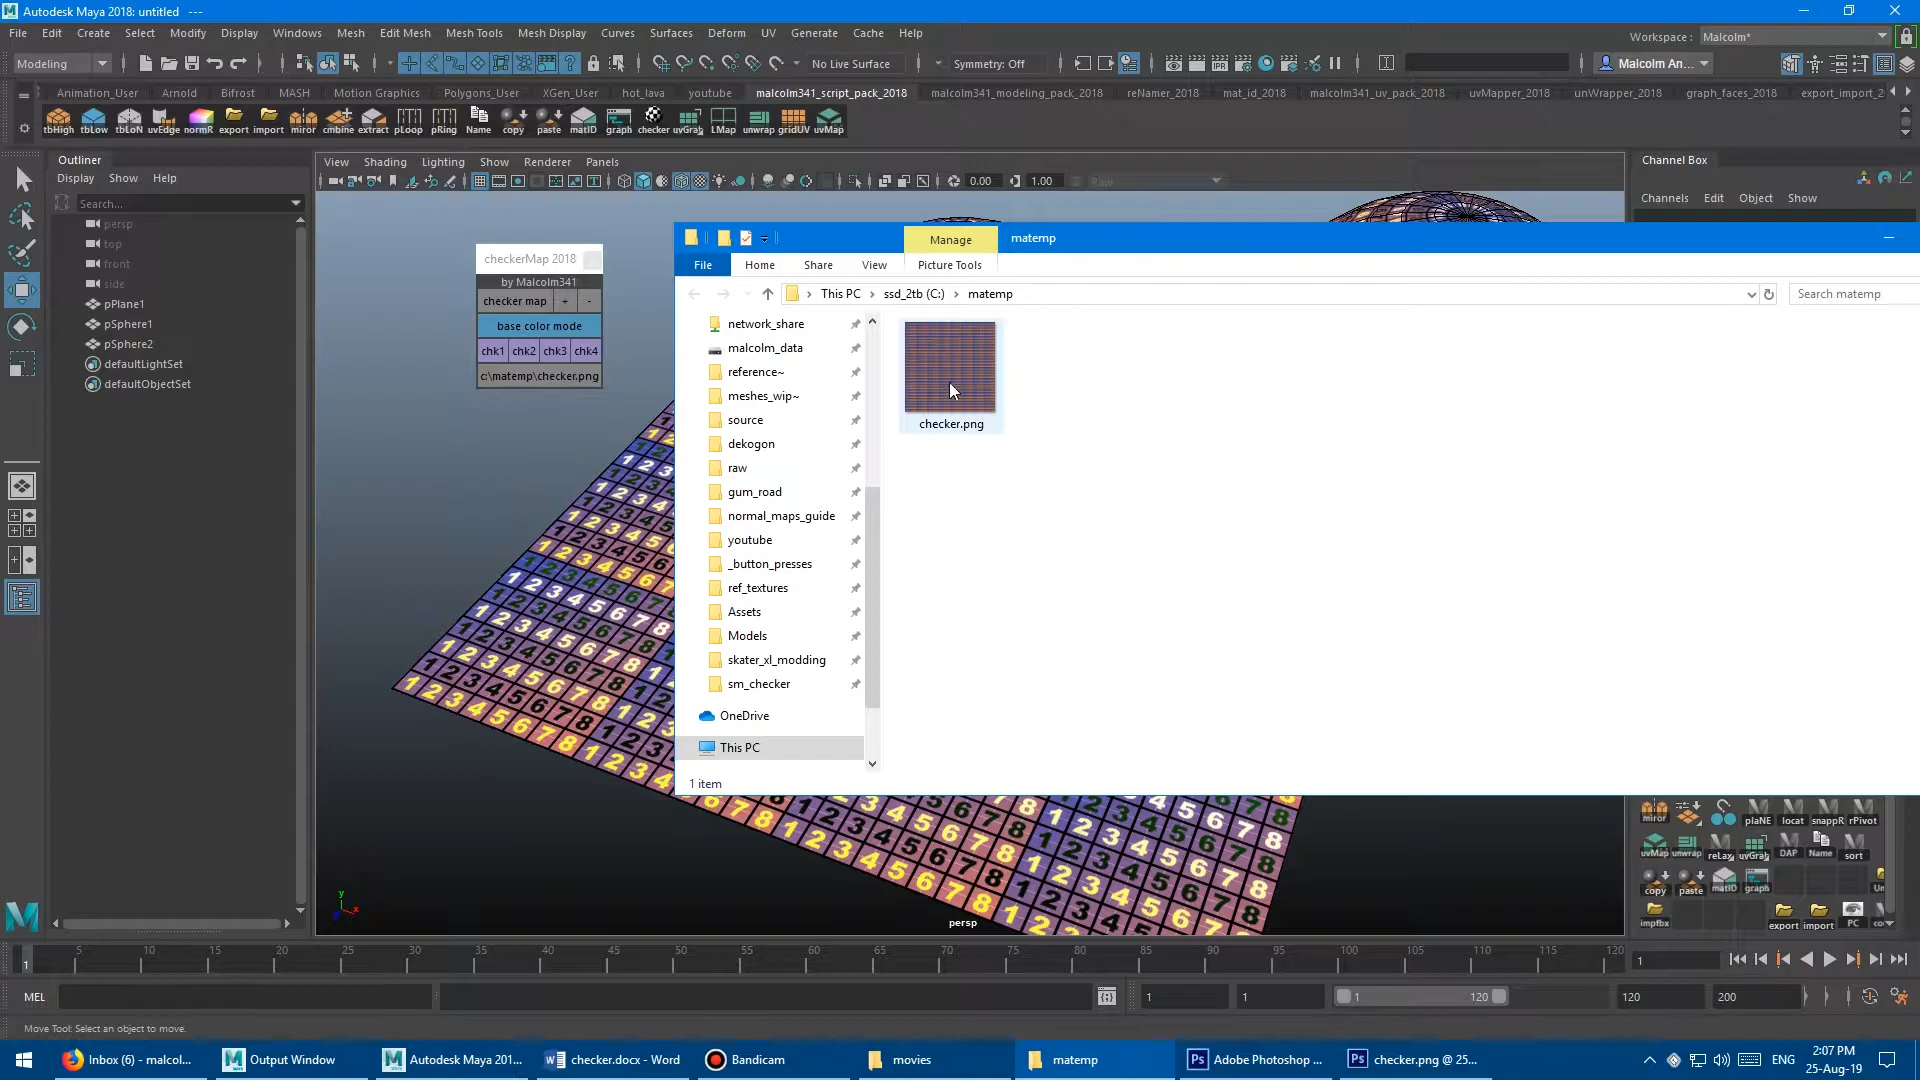 Autodesk Maya 2018: untitled   ---
File Edit Create Select Modify Display Windows Mesh Edit Mesh Mesh Tools Mesh Display Curves Surfaces Deform UV Generate Cache Help
Workspace : Malcolm*
Modeling
No Live Surface
Symmetry: Off
Malcolm An...
Animation_User Arnold Bifrost MASH Motion Graphics Polygons_User XGen_User hot_lava youtube malcolm341_script_pack_2018 malcolm341_modeling_pack_2018 reNamer_2018 mat_id_2018 malcolm341_uv_pack_2018 uvMapper_2018 unWrapper_2018 graph_faces_2018 export_import_2
tbHigh tbLow tbLoN uvEdge normR export import miror cmbine extract pLoop pRing Name copy paste matID graph checker uvGrab LMap unwrap gridUV uvMap
Outliner
Display Show Help
Search...
persp
top
front
side
pPlane1
pSphere1
pSphere2
defaultLightSet
defaultObjectSet
View Shading Lighting Show Renderer Panels
0.00
1.00
Raw
Channel Box
Channels Edit Object Show
checkerMap 2018
by Malcolm341
checker map + -
base color mode
chk1 chk2 chk3 chk4
c:\matemp\checker.png
Manage
matemp
File Home Share View Picture Tools
This PC > ssd_2tb (C:) > matemp
Search matemp
network_share
malcolm_data
reference~
meshes_wip~
source
dekogon
raw
gum_road
normal_maps_guide
youtube
_button_presses
ref_textures
Assets
Models
skater_xl_modding
sm_checker
OneDrive
This PC
checker.png
1 item
y
x
persp
miror plaNE locat snappR rPivot
uvMap unwrap reLax uvGrab DAP Name sort
copy paste matID graph
impfbx export import PC
1 5 10 15 20 25 30 35 40 45 50 55 60 65 70 75 80 85 90 95 100 105 110 115 120
1
MEL
1
1
1
120
120
200
Move Tool: Select an object to move.
Inbox (6) - malcol...
Output Window
Autodesk Maya 201...
checker.docx - Word
Bandicam
movies
matemp
Adobe Photoshop ...
checker.png @ 25...
ENG
2:07 PM
25-Aug-19